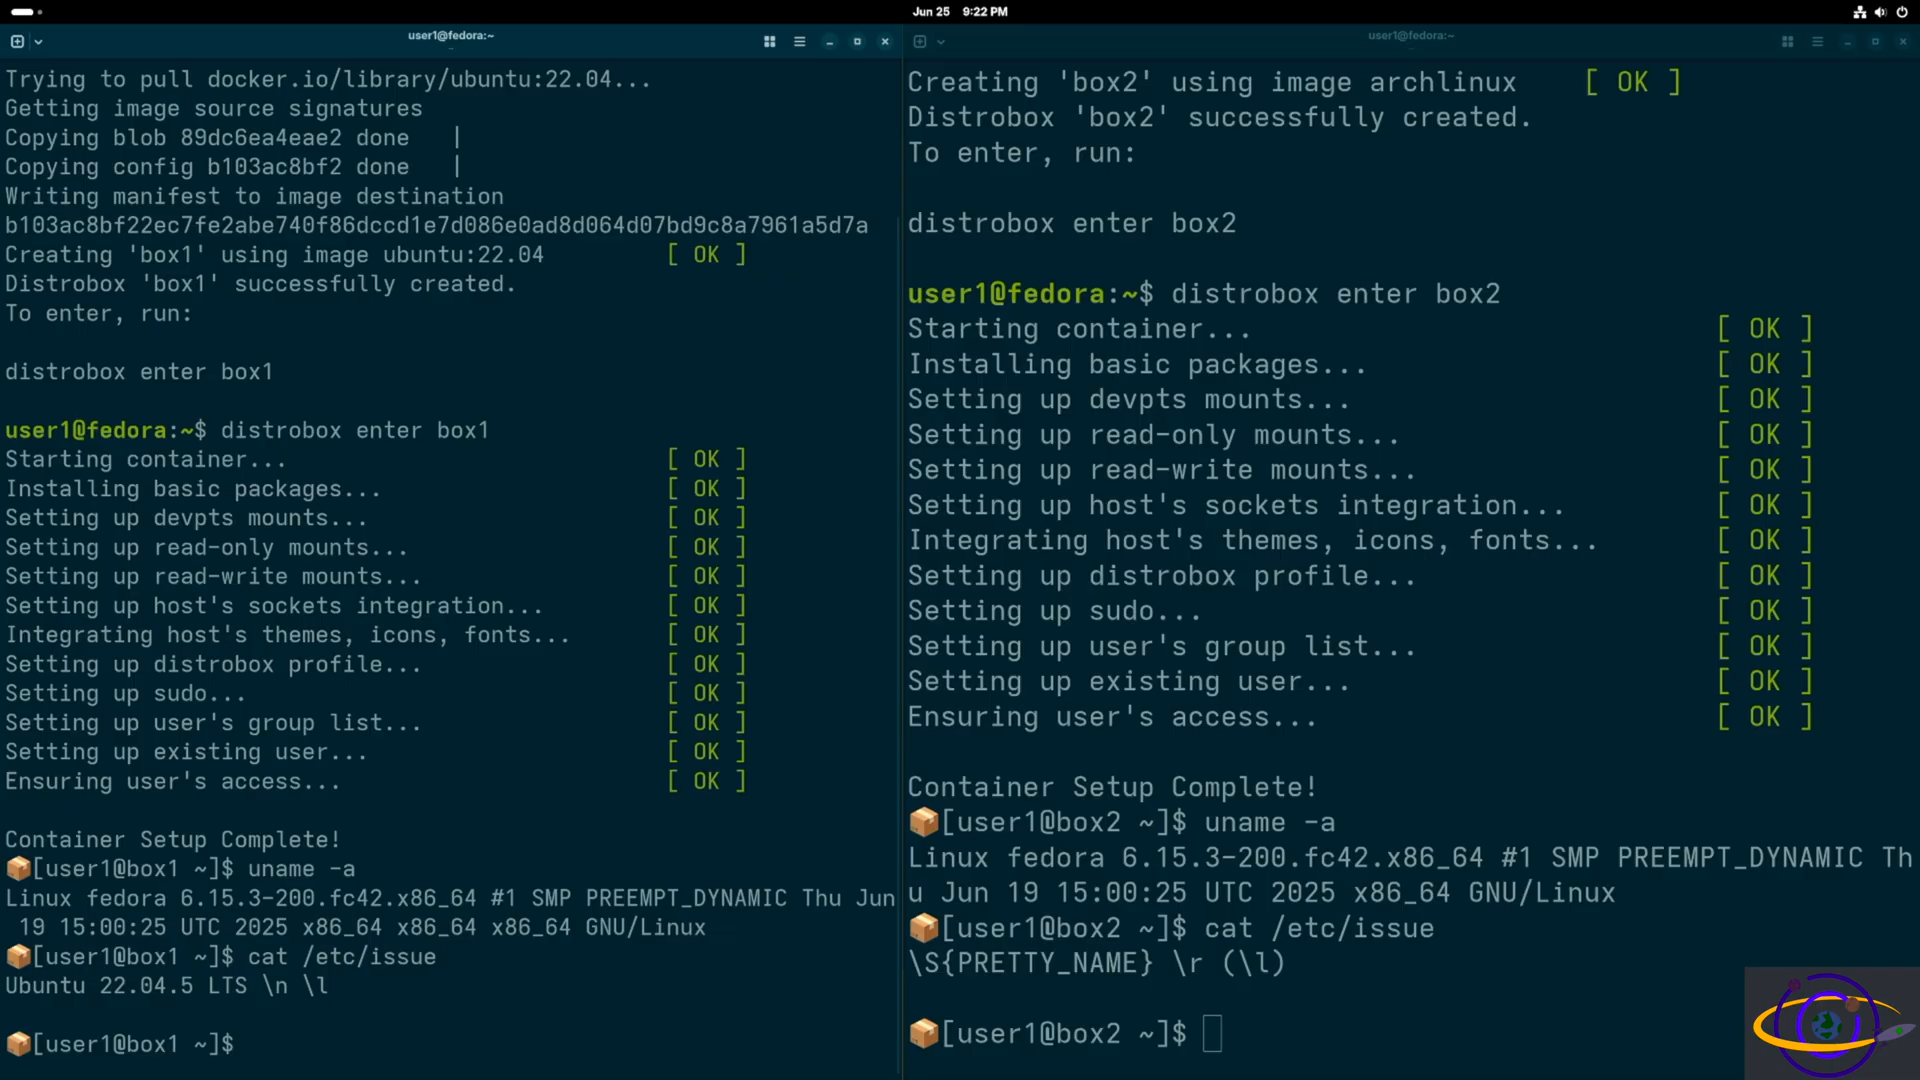 Jun 25 9:22 PM
user1@fedora:~
Trying to pull docker.io/library/ubuntu:22.04...
Getting image source signatures
Copying blob 89dc6ea4eae2 done |
Copying config b103ac8bf2 done |
Writing manifest to image destination
b103ac8bf22ec7fe2abe740f86dccd1e7d086e0ad8d064d07bd9c8a7961a5d7a
Creating 'box1' using image ubuntu:22.04 [ OK ]
Distrobox 'box1' successfully created.
To enter, run:
distrobox enter box1
user1@fedora:~$ distrobox enter box1
Starting container... [ OK ]
Installing basic packages... [ OK ]
Setting up devpts mounts... [ OK ]
Setting up read-only mounts... [ OK ]
Setting up read-write mounts... [ OK ]
Setting up host's sockets integration... [ OK ]
Integrating host's themes, icons, fonts... [ OK ]
Setting up distrobox profile... [ OK ]
Setting up sudo... [ OK ]
Setting up user's group list... [ OK ]
Setting up existing user... [ OK ]
Ensuring user's access... [ OK ]
Container Setup Complete!
📦[user1@box1 ~]$ uname -a
Linux fedora 6.15.3-200.fc42.x86_64 #1 SMP PREEMPT_DYNAMIC Thu Jun
19 15:00:25 UTC 2025 x86_64 x86_64 x86_64 GNU/Linux
📦[user1@box1 ~]$ cat /etc/issue
Ubuntu 22.04.5 LTS \n \l
📦[user1@box1 ~]$
user1@fedora:~
Creating 'box2' using image archlinux [ OK ]
Distrobox 'box2' successfully created.
To enter, run:
distrobox enter box2
user1@fedora:~$ distrobox enter box2
Starting container... [ OK ]
Installing basic packages... [ OK ]
Setting up devpts mounts... [ OK ]
Setting up read-only mounts... [ OK ]
Setting up read-write mounts... [ OK ]
Setting up host's sockets integration... [ OK ]
Integrating host's themes, icons, fonts... [ OK ]
Setting up distrobox profile... [ OK ]
Setting up sudo... [ OK ]
Setting up user's group list... [ OK ]
Setting up existing user... [ OK ]
Ensuring user's access... [ OK ]
Container Setup Complete!
📦[user1@box2 ~]$ uname -a
Linux fedora 6.15.3-200.fc42.x86_64 #1 SMP PREEMPT_DYNAMIC Th
u Jun 19 15:00:25 UTC 2025 x86_64 GNU/Linux
📦[user1@box2 ~]$ cat /etc/issue
\S{PRETTY_NAME} \r (\l)
📦[user1@box2 ~]$